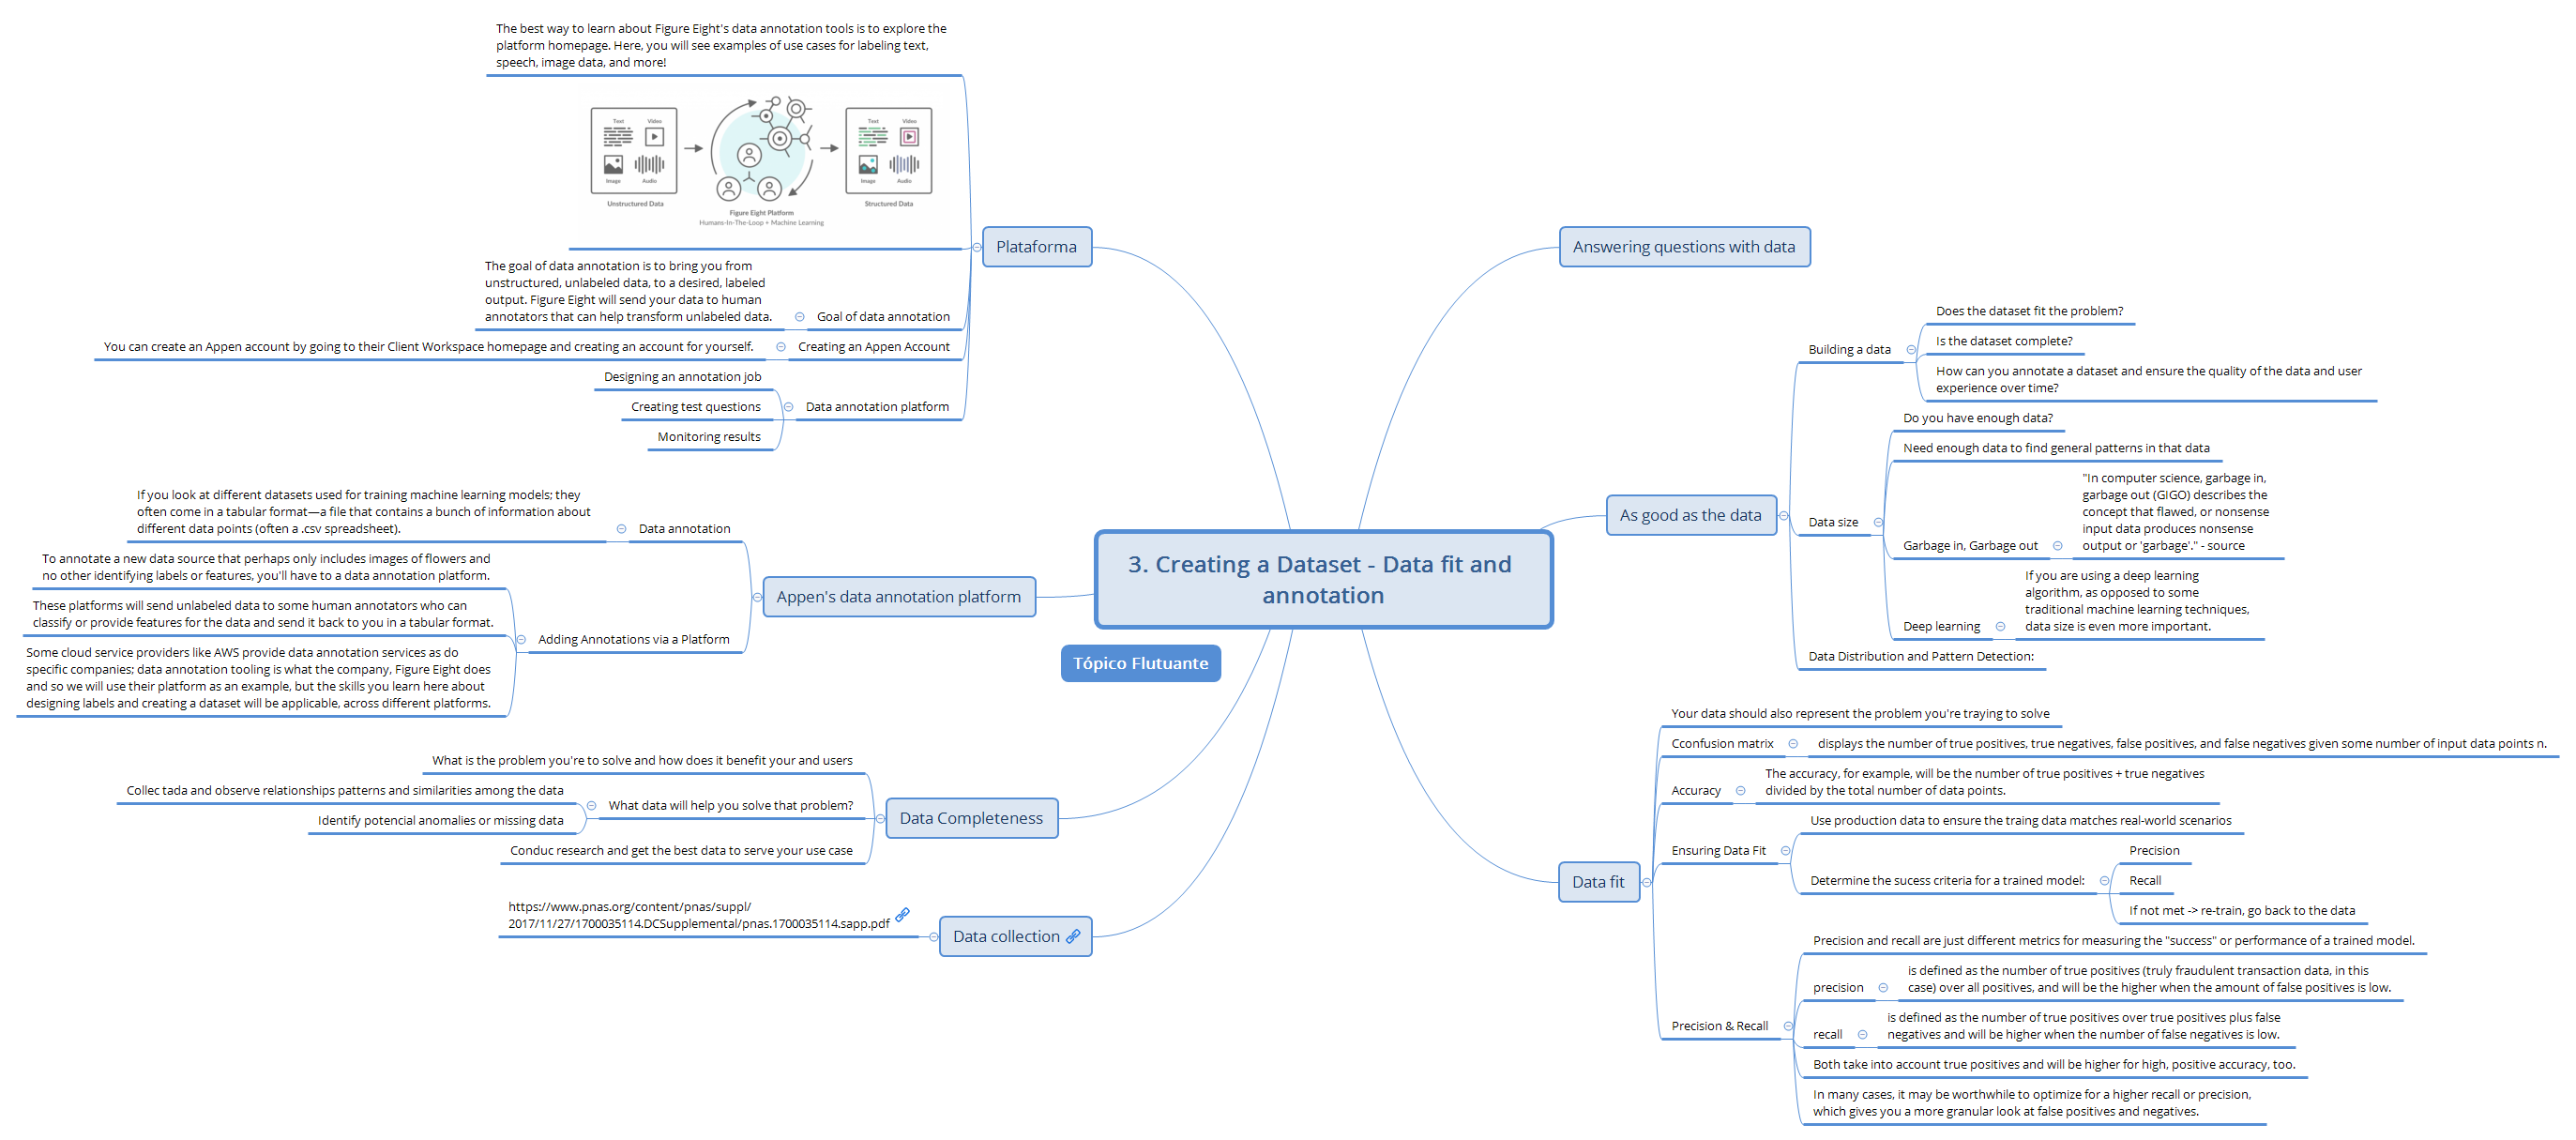 3. Creating a Dataset - Data fit and
annotation
Tópico Flutuante
Answering questions with data
As good as the data
Building a data
Does the dataset fit the problem?
Is the dataset complete?
How can you annotate a dataset and ensure the quality of the data and user
experience over time?
Data size
Do you have enough data?
Need enough data to find general patterns in that data
Garbage in, Garbage out
"In computer science, garbage in,
garbage out (GIGO) describes the
concept that flawed, or nonsense
input data produces nonsense
output or 'garbage'." - source
Deep learning
If you are using a deep learning
algorithm, as opposed to some
traditional machine learning techniques,
data size is even more important.
Data Distribution and Pattern Detection:
Data fit
Your data should also represent the problem you're traying to solve
Cconfusion matrix
displays the number of true positives, true negatives, false positives, and false negatives given some number of input data points n.
Accuracy
The accuracy, for example, will be the number of true positives + true negatives
divided by the total number of data points.
Ensuring Data Fit
Use production data to ensure the traing data matches real-world scenarios
Determine the sucess criteria for a trained model:
Precision
Recall
If not met -> re-train, go back to the data
Precision & Recall
Precision and recall are just different metrics for measuring the "success" or performance of a trained model.
precision
is defined as the number of true positives (truly fraudulent transaction data, in this
case) over all positives, and will be the higher when the amount of false positives is low.
recall
is defined as the number of true positives over true positives plus false
negatives and will be higher when the number of false negatives is low.
Both take into account true positives and will be higher for high, positive accuracy, too.
In many cases, it may be worthwhile to optimize for a higher recall or precision,
which gives you a more granular look at false positives and negatives.
Plataforma
The best way to learn about Figure Eight's data annotation tools is to explore the
platform homepage. Here, you will see examples of use cases for labeling text,
speech, image data, and more!
Text Video
Image Audio
Unstructured Data
Figure Eight Platform
Humans-In-The-Loop + Machine Learning
Text Video
Image Audio
Structured Data
Goal of data annotation
The goal of data annotation is to bring you from
unstructured, unlabeled data, to a desired, labeled
output. Figure Eight will send your data to human
annotators that can help transform unlabeled data.
Creating an Appen Account
You can create an Appen account by going to their Client Workspace homepage and creating an account for yourself.
Data annotation platform
Designing an annotation job
Creating test questions
Monitoring results
Appen's data annotation platform
Data annotation
If you look at different datasets used for training machine learning models; they
often come in a tabular format—a file that contains a bunch of information about
different data points (often a .csv spreadsheet).
Adding Annotations via a Platform
To annotate a new data source that perhaps only includes images of flowers and
no other identifying labels or features, you'll have to a data annotation platform.
These platforms will send unlabeled data to some human annotators who can
classify or provide features for the data and send it back to you in a tabular format.
Some cloud service providers like AWS provide data annotation services as do
specific companies; data annotation tooling is what the company, Figure Eight does
and so we will use their platform as an example, but the skills you learn here about
designing labels and creating a dataset will be applicable, across different platforms.
Data Completeness
What is the problem you're to solve and how does it benefit your and users
What data will help you solve that problem?
Collec tada and observe relationships patterns and similarities among the data
Identify potencial anomalies or missing data
Conduc research and get the best data to serve your use case
Data collection
https://www.pnas.org/content/pnas/suppl/
2017/11/27/1700035114.DCSupplemental/pnas.1700035114.sapp.pdf